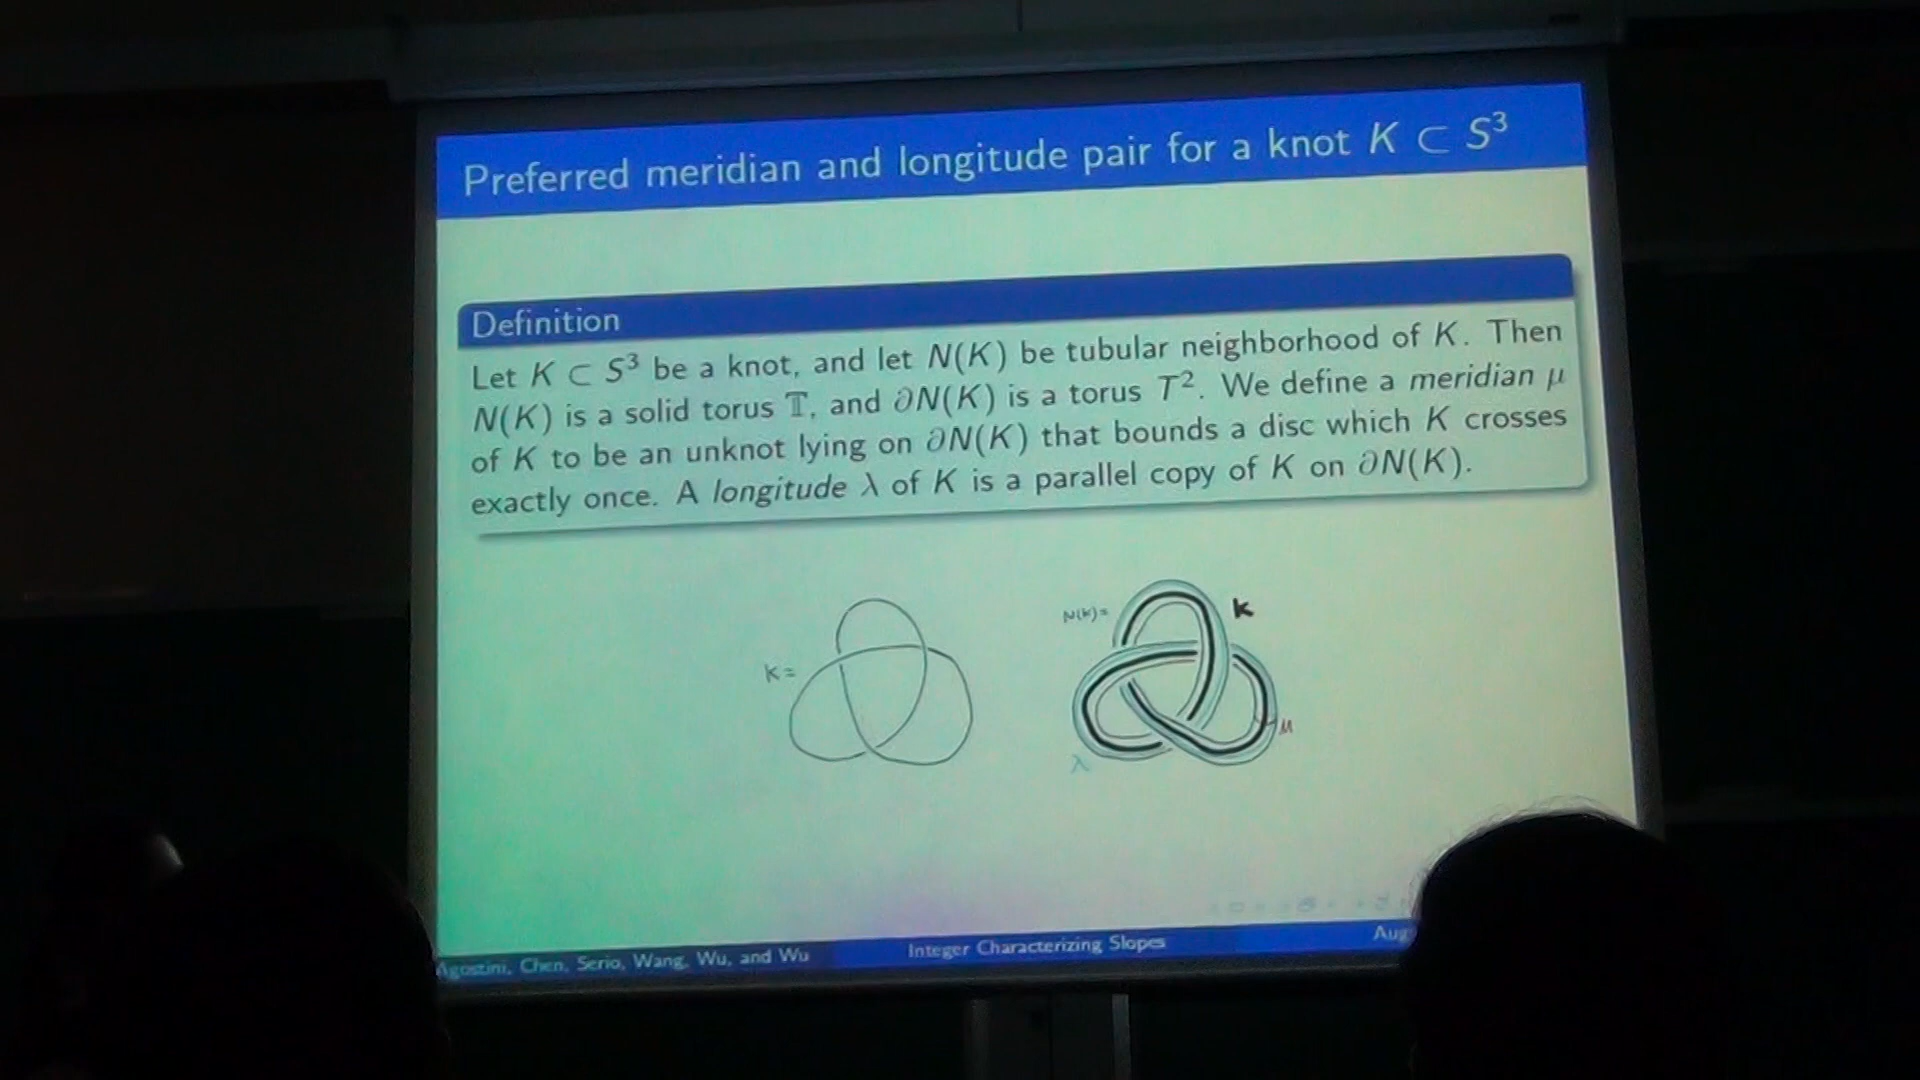 Preferred meridian and longitude pair for a knot K ⊂ S³
Definition
Let K ⊂ S³ be a knot, and let N(K) be tubular neighborhood of K. Then
N(K) is a solid torus 𝕋, and ∂N(K) is a torus T². We define a meridian μ
of K to be an unknot lying on ∂N(K) that bounds a disc which K crosses
exactly once. A longitude λ of K is a parallel copy of K on ∂N(K).
K =
N(K) =
K
μ
λ
Agostini, Chen, Serio, Wang, Wu, and Wu
Integer Characterizing Slopes
Aug